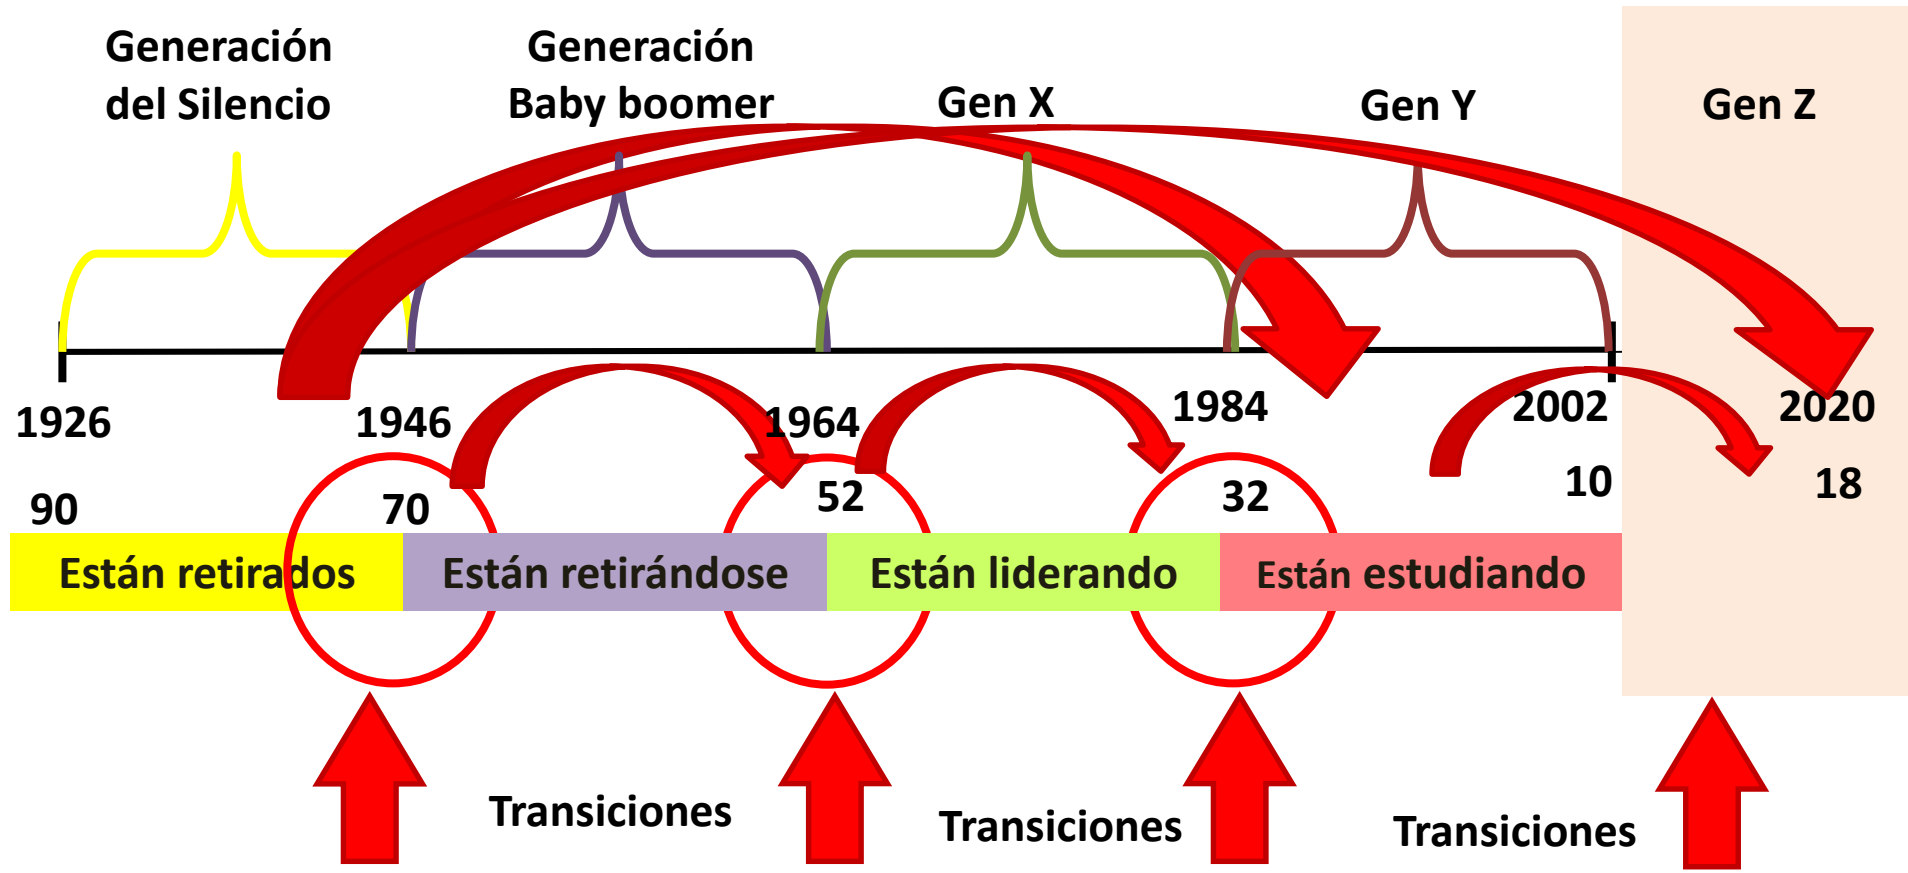 Generación
del Silencio
Generación
Baby boomer
Gen X
Gen Y
Gen Z
1926
1946
1964
1984
2002
2020
90
70
52
32
10
18
Están retirados
Están retirándose
Están liderando
Están estudiando
Transiciones
Transiciones
Transiciones